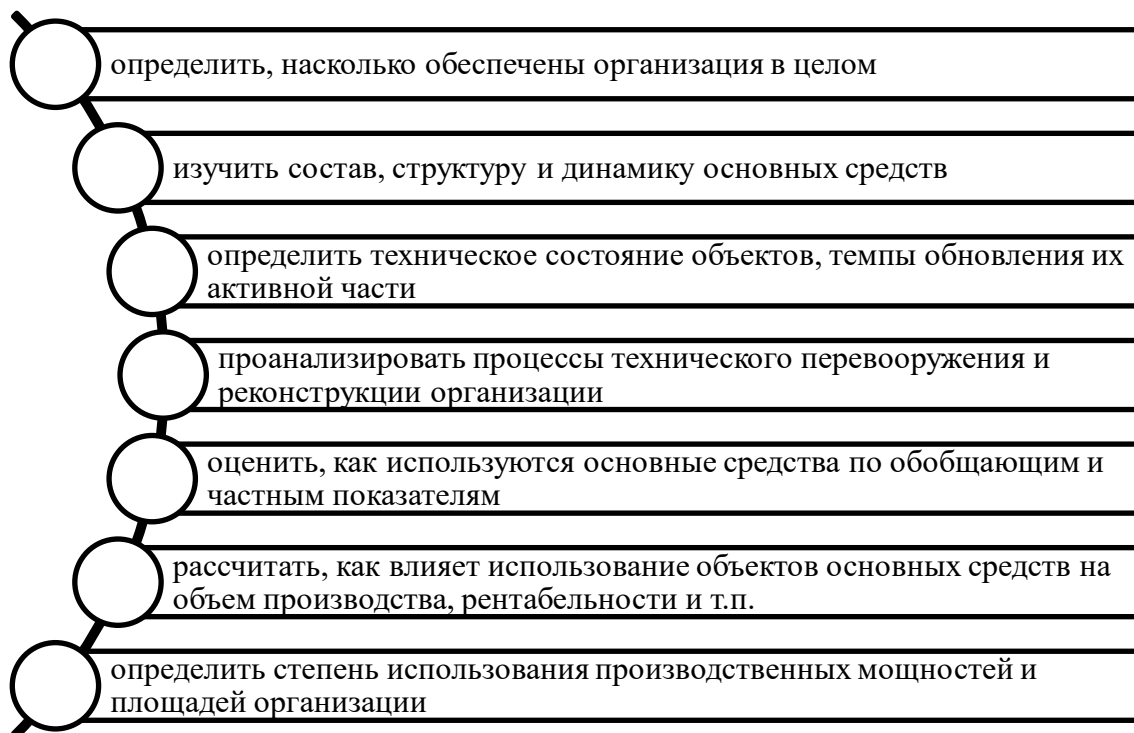 определить, насколько обеспечены организация в целом
изучить состав, структуру и динамику основных средств
определить техническое состояние объектов, темпы обновления их
активной части
проанализировать процессы технического перевооружения и
реконструкции организации
оценить, как используются основные средства по обобщающим и
частным показателям
рассчитать, как влияет использование объектов основных средств на
объем производства, рентабельности и т.п.
определить степень использования производственных мощностей и
площадей организации